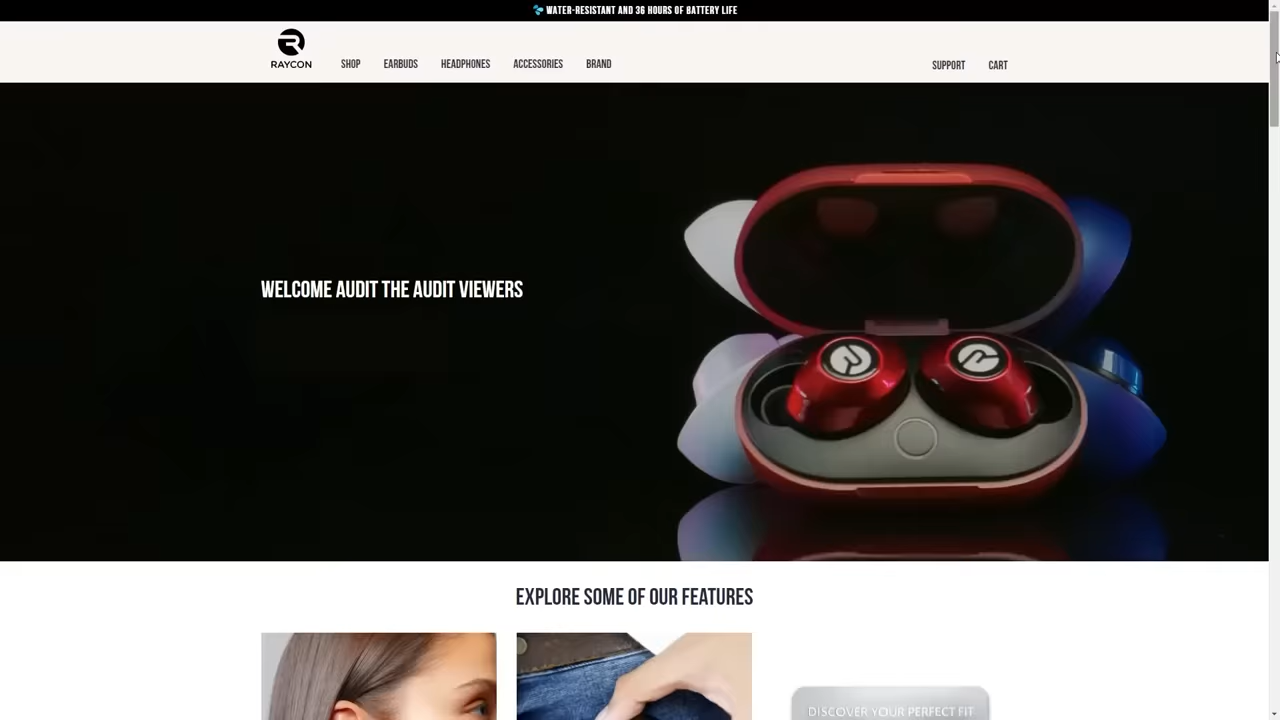 💦 WATER-RESISTANT AND 36 HOURS OF BATTERY LIFE
RAYCON
SHOP EARBUDS HEADPHONES ACCESSORIES BRAND SUPPORT CART
WELCOME AUDIT THE AUDIT VIEWERS
EXPLORE SOME OF OUR FEATURES
DISCOVER YOUR PERFECT FIT